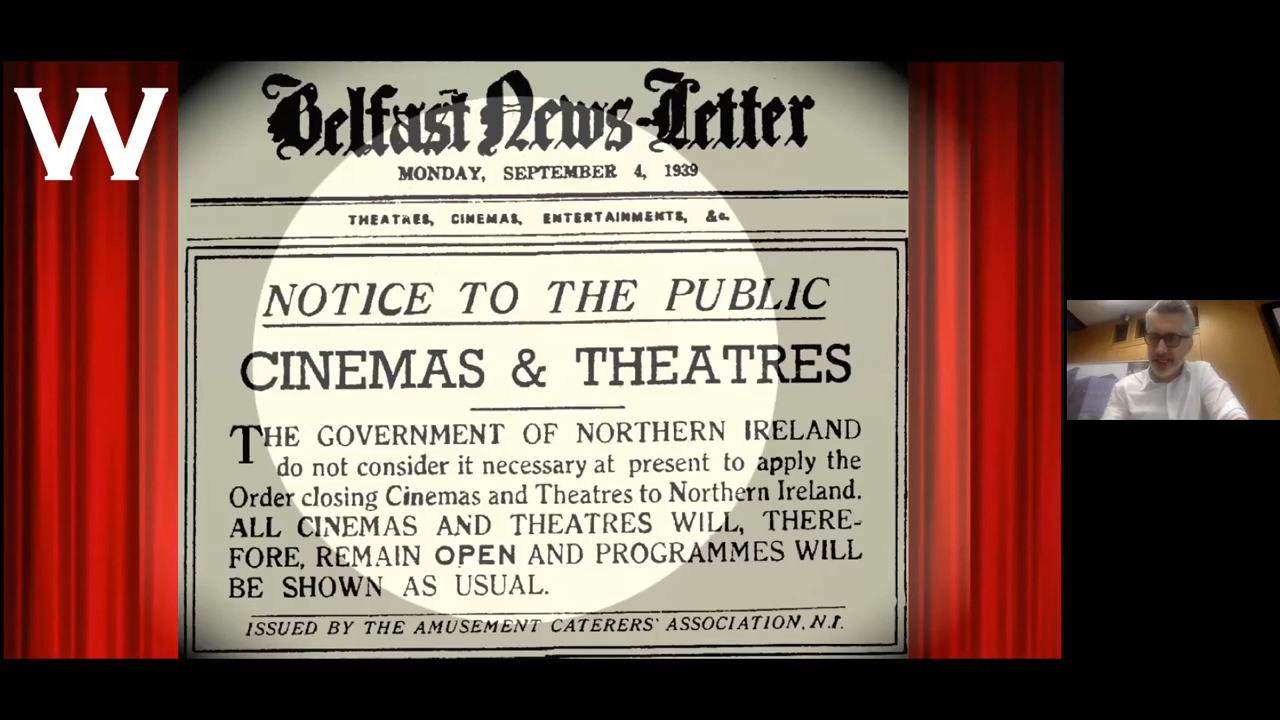 W
Belfast News-Letter
MONDAY, SEPTEMBER 4, 1939
THEATRES, CINEMAS, ENTERTAINMENTS, &c.
NOTICE TO THE PUBLIC
CINEMAS & THEATRES
THE GOVERNMENT OF NORTHERN IRELAND
do not consider it necessary at present to apply the
Order closing Cinemas and Theatres to Northern Ireland.
ALL CINEMAS AND THEATRES WILL, THERE-
FORE, REMAIN OPEN AND PROGRAMMES WILL
BE SHOWN AS USUAL.
ISSUED BY THE AMUSEMENT CATERERS' ASSOCIATION, N.I.